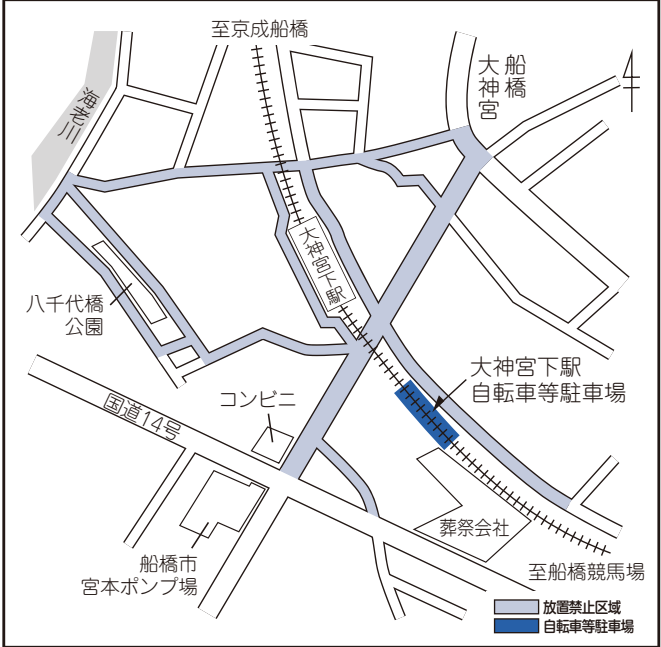 至京成船橋
船橋
大神宮
海老川
大神宮下駅
八千代橋
公園
大神宮下駅
自転車等駐車場
コンビニ
国道14号
葬祭会社
船橋市
宮本ポンプ場
至船橋競馬場
放置禁止区域
自転車等駐車場